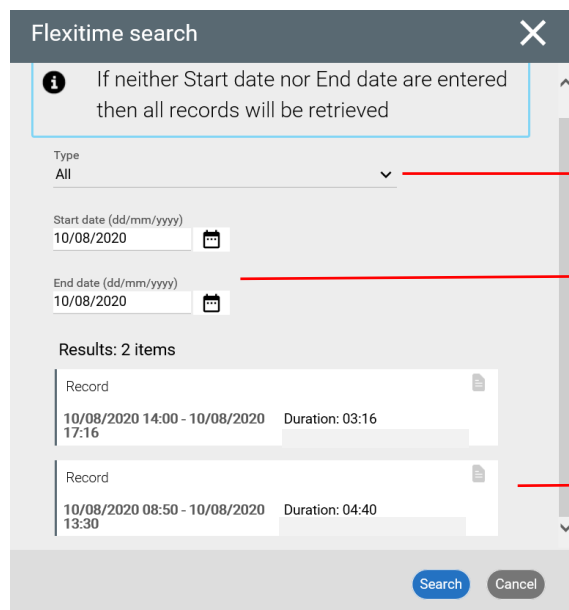 Flexitime search
If neither Start date nor End date are entered
then all records will be retrieved
Type
All
Start date (dd/mm/yyyy)
10/08/2020
End date (dd/mm/yyyy)
10/08/2020
Results: 2 items
Record
10/08/2020 14:00 - 10/08/2020 Duration: 03:16
17:16
Record
10/08/2020 08:50 - 10/08/2020 Duration: 04:40
13:30
Search Cancel